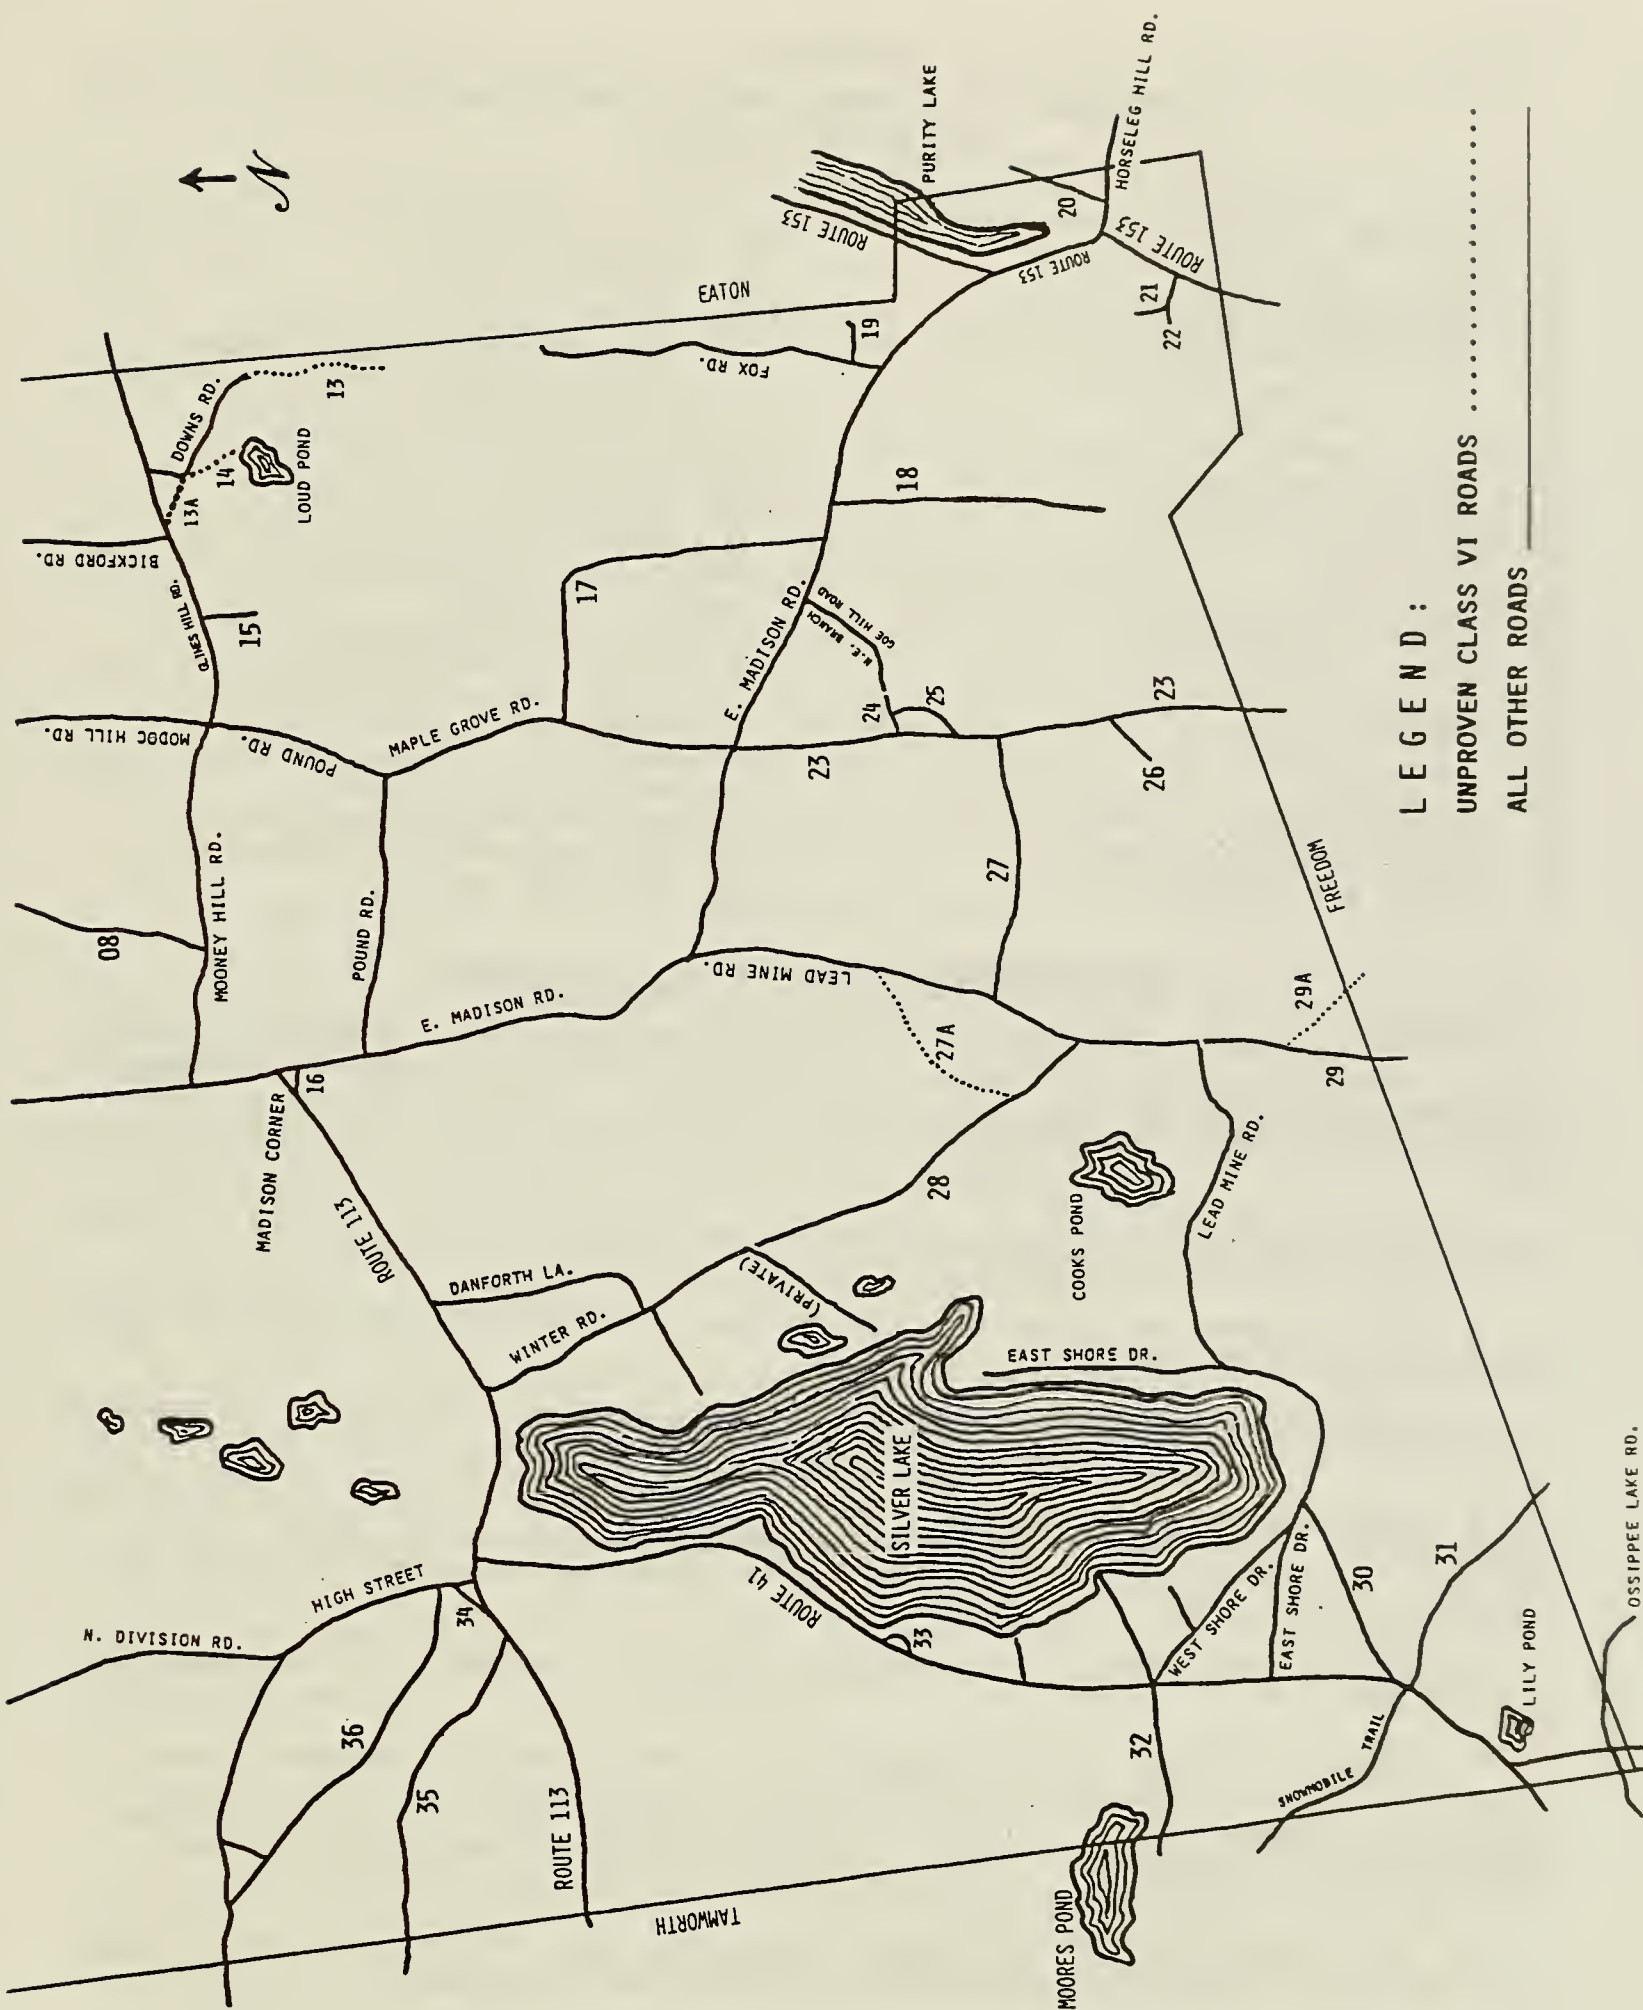 N
EATON
PURITY LAKE
ROUTE 153
HORSELEG HILL RD.
20
ROUTE 153
ROUTE 153
21
22
19
FOX RD.
DOWNS RD.
13
14
13A
LOUD POND
BICKFORD RD.
GLINES HILL RD.
15
MODOC HILL RD.
POUND RD.
MAPLE GROVE RD.
17
18
E. MADISON RD.
N.E. BRANCH
GOE HILL ROAD
24
25
23
23
26
27
08
MOONEY HILL RD.
POUND RD.
E. MADISON RD.
LEAD MINE RD.
27A
29A
29
FREEDOM
16
MADISON CORNER
ROUTE 113
DANFORTH LA.
WINTER RD.
(PRIVATE)
28
COOKS POND
LEAD MINE RD.
EAST SHORE DR.
SILVER LAKE
ROUTE 41
33
HIGH STREET
N. DIVISION RD.
34
36
35
ROUTE 113
TAMWORTH
MOORES POND
32
WEST SHORE DR.
EAST SHORE DR.
30
31
SNOWMOBILE TRAIL
LILY POND
OSSIPPEE LAKE RD.
LEGEND:
UNPROVEN CLASS VI ROADS ....................
ALL OTHER ROADS